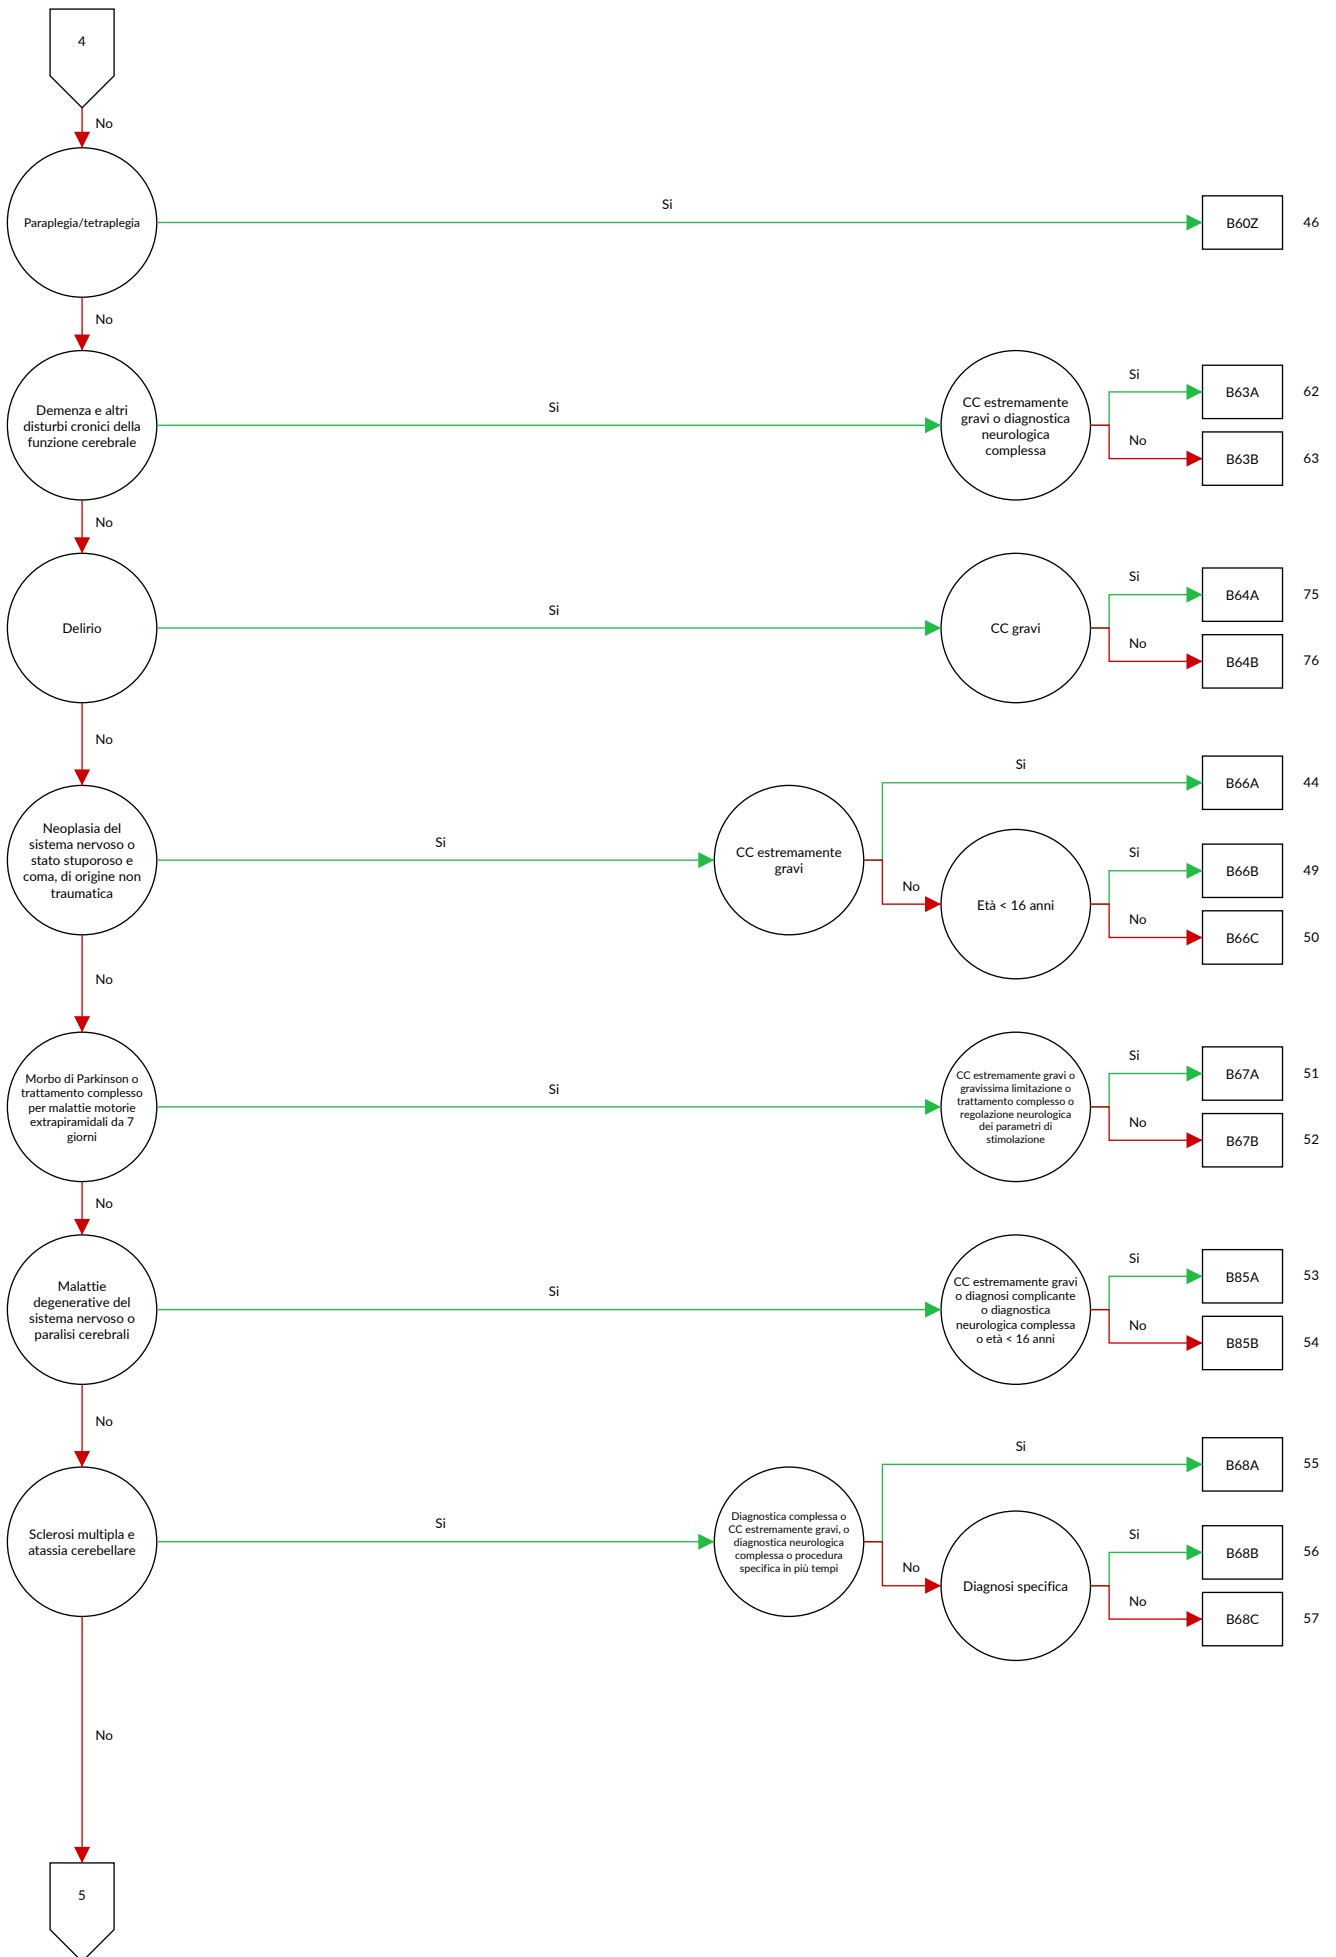 4
No
Paraplegia/tetraplegia
Si
B60Z
46
No
Demenza e altri
disturbi cronici della
funzione cerebrale
Si
CC estremamente
gravi o diagnostica
neurologica
complessa
Si
B63A
62
No
B63B
63
No
Delirio
Si
CC gravi
Si
B64A
75
No
B64B
76
No
Neoplasia del
sistema nervoso o
stato stuporoso e
coma, di origine non
traumatica
Si
CC estremamente
gravi
Si
B66A
44
No
Età < 16 anni
Si
B66B
49
No
B66C
50
No
Morbo di Parkinson o
trattamento complesso
per malattie motorie
extrapiramidali da 7
giorni
Si
CC estremamente gravi o
gravissima limitazione o
trattamento complesso o
regolazione neurologica
dei parametri di
stimolazione
Si
B67A
51
No
B67B
52
No
Malattie
degenerative del
sistema nervoso o
paralisi cerebrali
Si
CC estremamente gravi
o diagnosi complicante
o diagnostica
neurologica complessa
o età < 16 anni
Si
B85A
53
No
B85B
54
No
Sclerosi multipla e
atassia cerebellare
Si
Diagnostica complessa o
CC estremamente gravi, o
diagnostica neurologica
complessa o procedura
specifica in più tempi
Si
B68A
55
No
Diagnosi specifica
Si
B68B
56
No
B68C
57
No
5